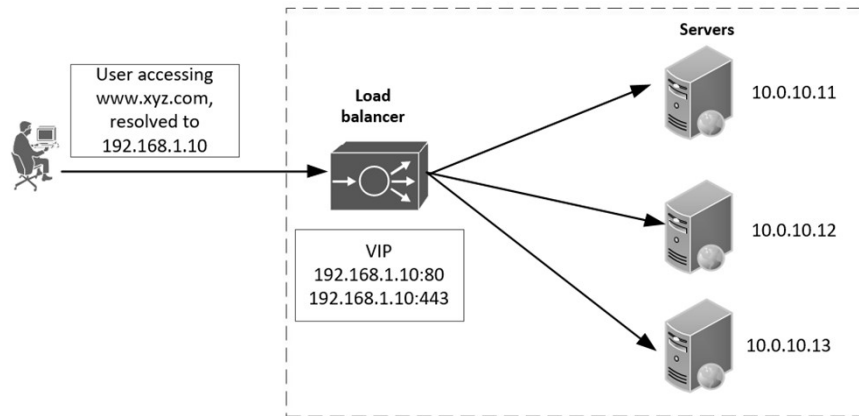 User accessing
www.xyz.com,
resolved to
192.168.1.10
Load
balancer
VIP
192.168.1.10:80
192.168.1.10:443
Servers
10.0.10.11
10.0.10.12
10.0.10.13